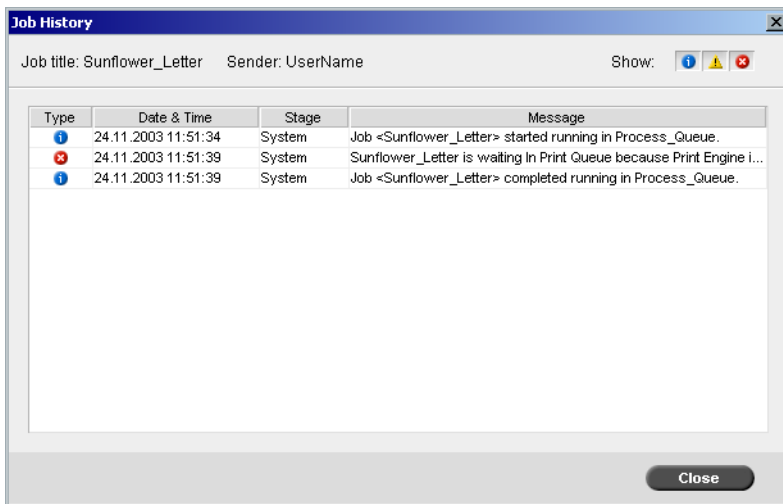 Job History
Job title: Sunflower_Letter Sender: UserName Show:
Type Date & Time Stage Message
24.11.2003 11:51:34 System Job <Sunflower_Letter> started running in Process_Queue.
24.11.2003 11:51:39 System Sunflower_Letter is waiting In Print Queue because Print Engine i...
24.11.2003 11:51:39 System Job <Sunflower_Letter> completed running in Process_Queue.
Close